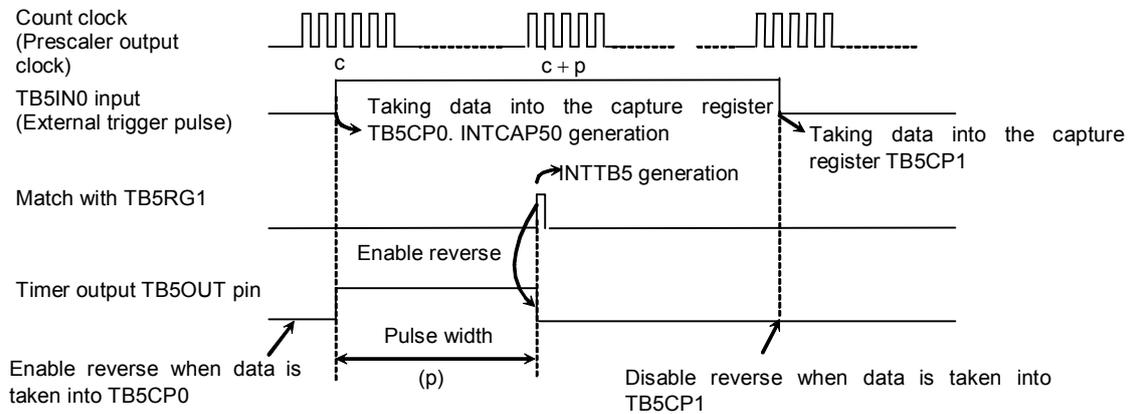 Count clock
(Prescaler output
clock)
c
c + p
TB5IN0 input
(External trigger pulse)
Taking data into the capture register
TB5CP0. INTCAP50 generation
Taking data into the capture
register TB5CP1
INTTB5 generation
Match with TB5RG1
Enable reverse
Timer output TB5OUT pin
Pulse width
(p)
Enable reverse when data is
taken into TB5CP0
Disable reverse when data is taken into
TB5CP1